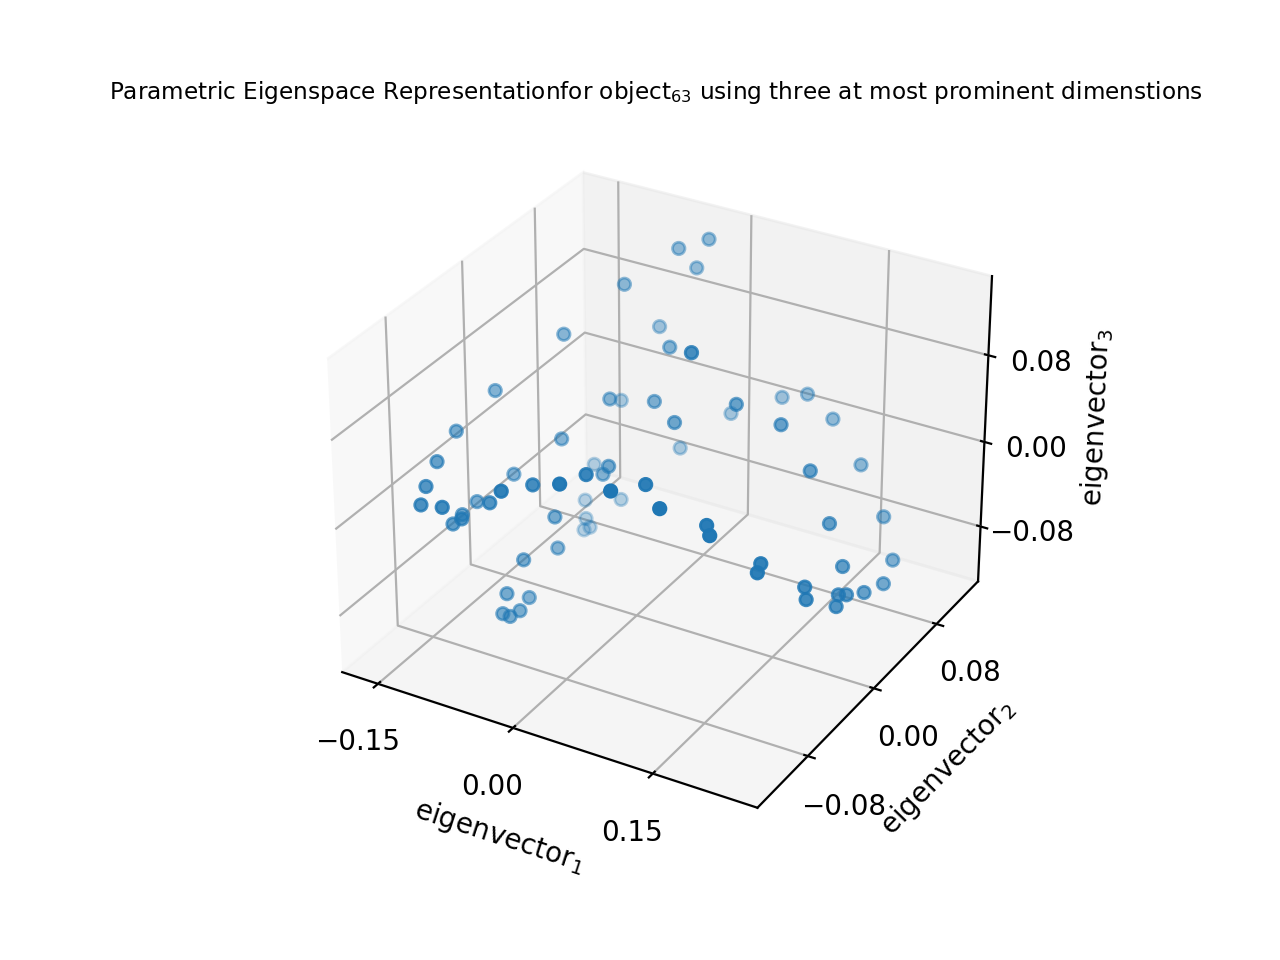 Parametric Eigenspace Representationfor object₆₃ using three at most prominent dimenstions
0.08
0.00
−0.08
eigenvector₃
0.08
0.00
−0.08
eigenvector₂
−0.15
0.00
0.15
eigenvector₁